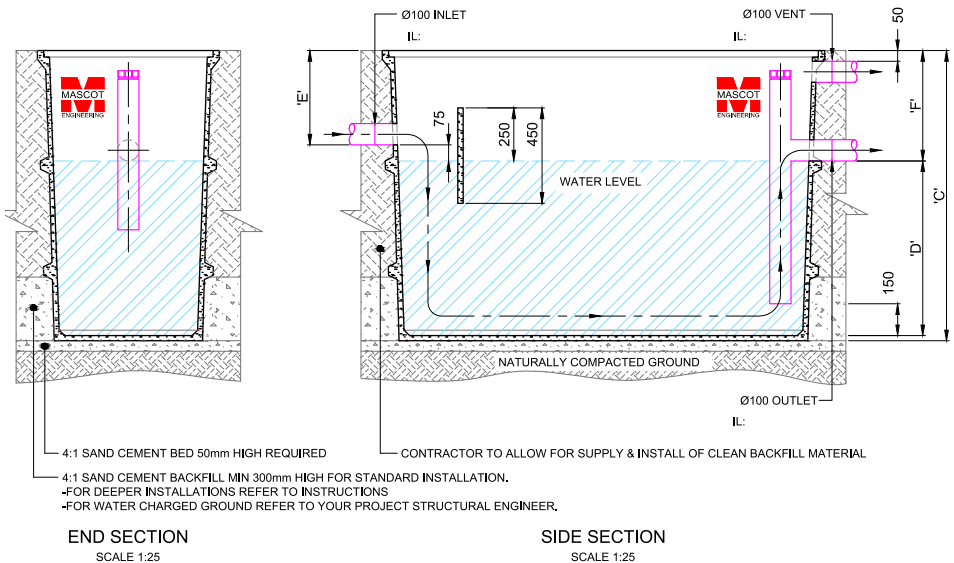 Ø100 INLET
IL:
Ø100 VENT
IL:
50
M
MASCOT
ENGINEERING
'E'
75
250
450
M
MASCOT
ENGINEERING
'F'
WATER LEVEL
'C'
'D'
150
NATURALLY COMPACTED GROUND
Ø100 OUTLET
IL:
4:1 SAND CEMENT BED 50mm HIGH REQUIRED
CONTRACTOR TO ALLOW FOR SUPPLY & INSTALL OF CLEAN BACKFILL MATERIAL
4:1 SAND CEMENT BACKFILL MIN 300mm HIGH FOR STANDARD INSTALLATION.
-FOR DEEPER INSTALLATIONS REFER TO INSTRUCTIONS
-FOR WATER CHARGED GROUND REFER TO YOUR PROJECT STRUCTURAL ENGINEER.
END SECTION
SCALE 1:25
SIDE SECTION
SCALE 1:25